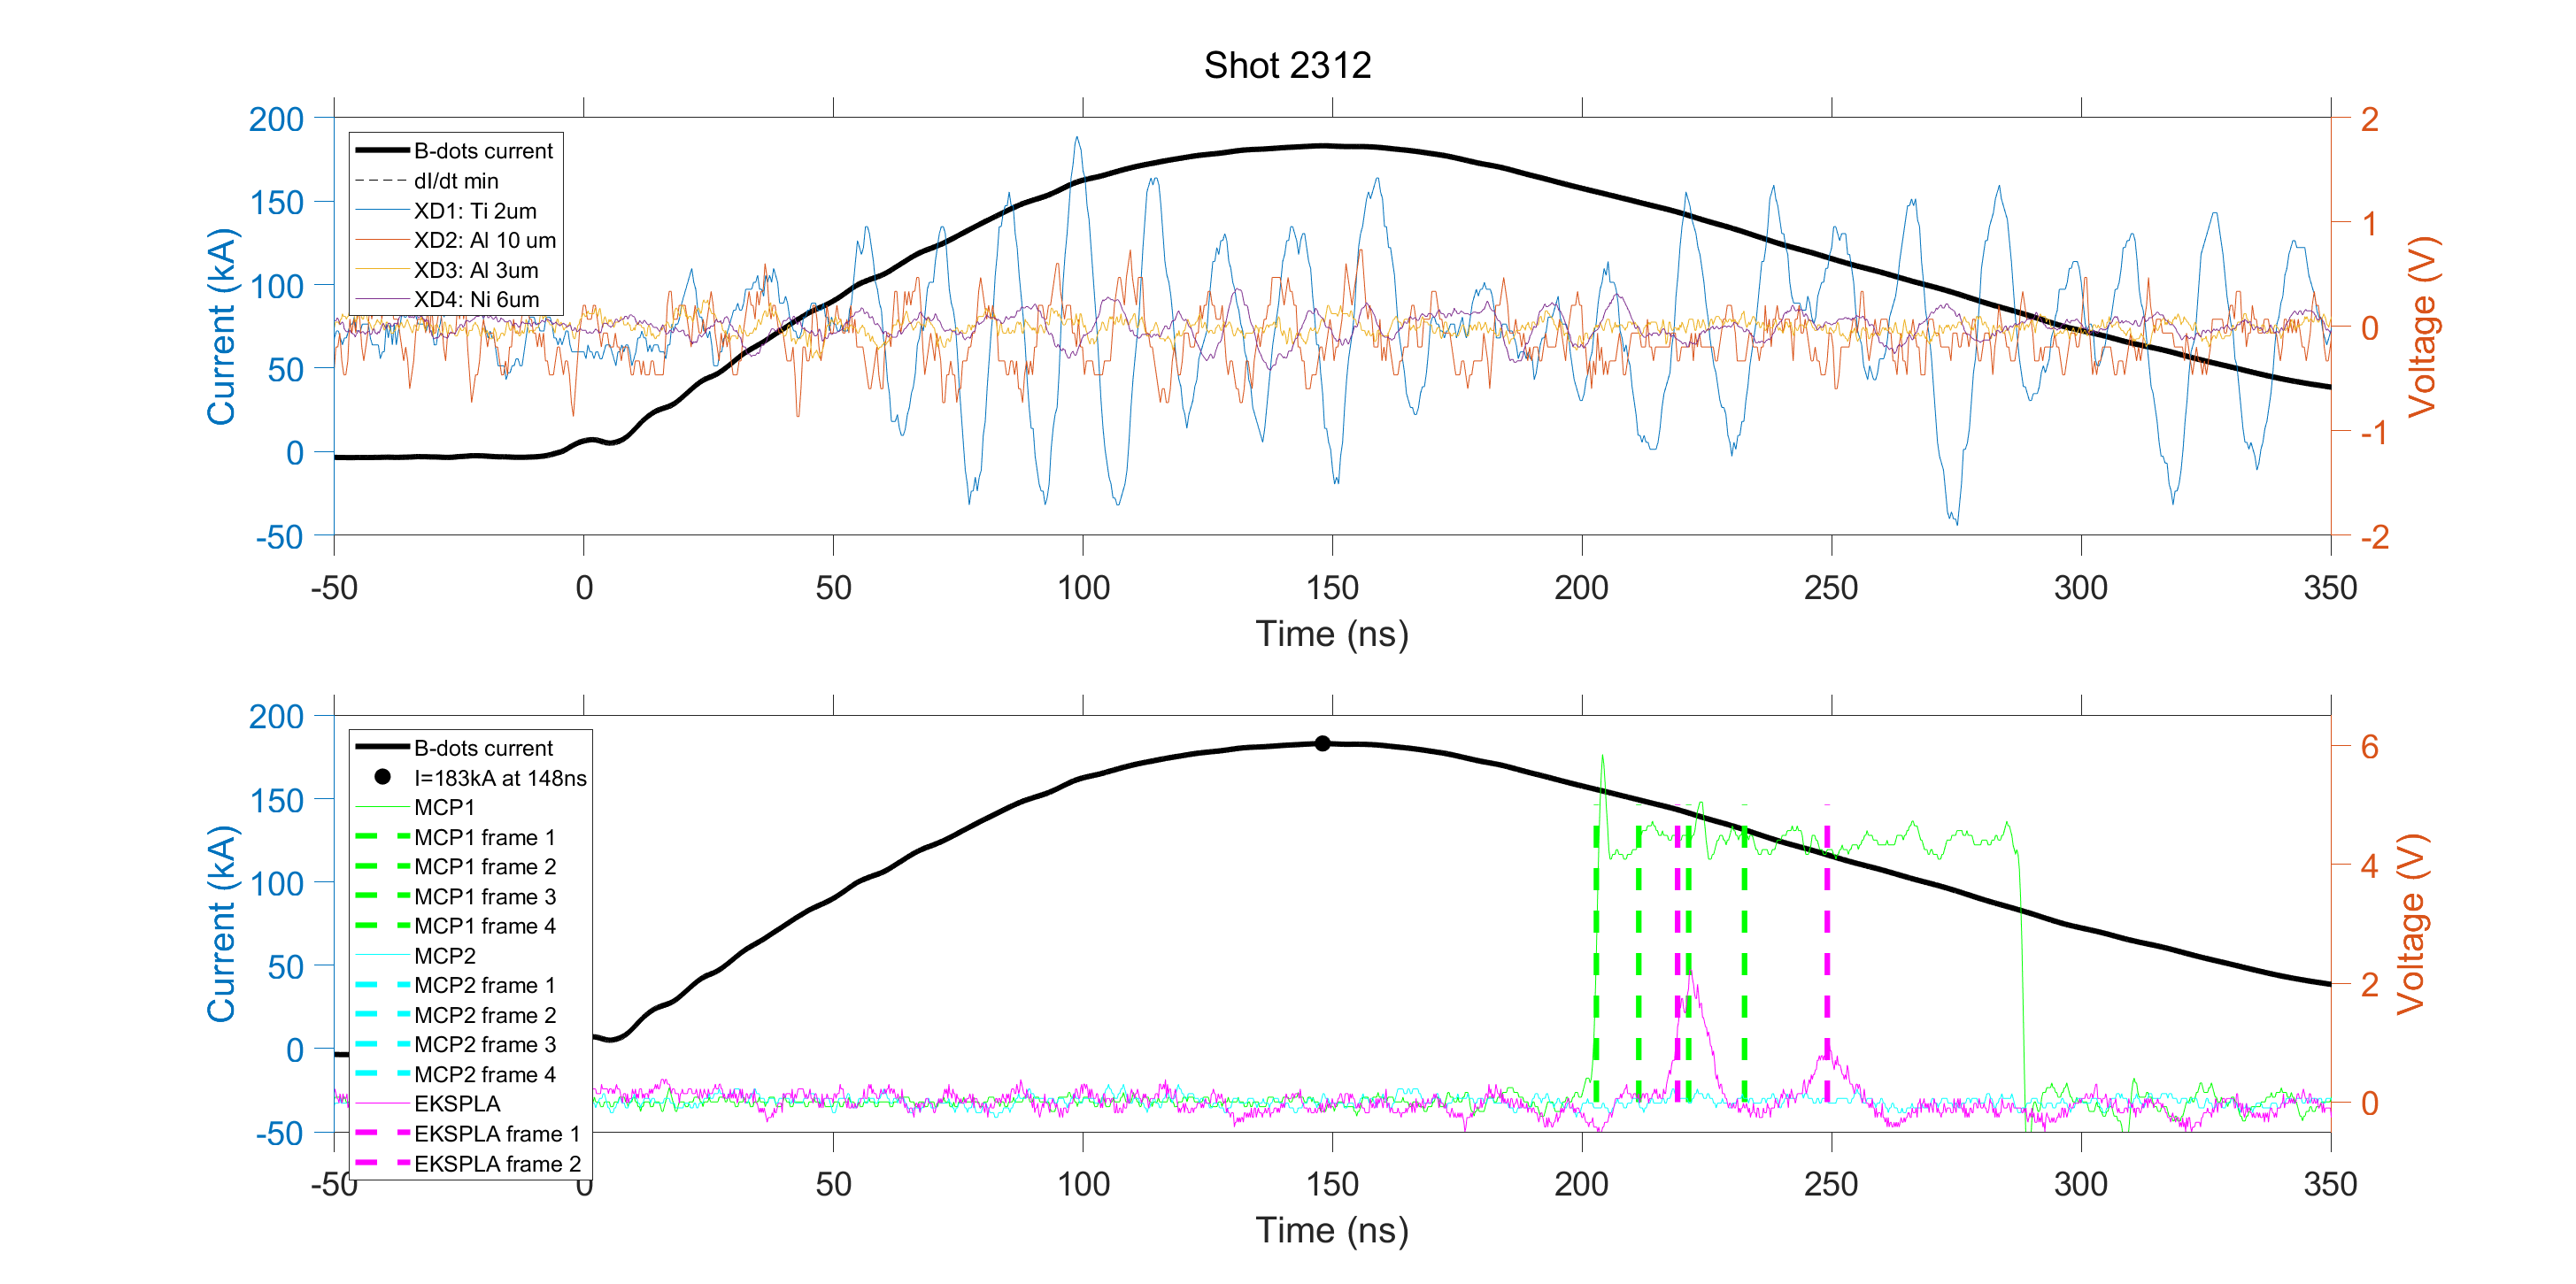 Shot 2312
200
150
100
50
0
-50
Current (kA)
B-dots current
dI/dt min
XD1: Ti 2um
XD2: Al 10 um
XD3: Al 3um
XD4: Ni 6um
2
1
0
-1
-2
Voltage (V)
-50 0 50 100 150 200 250 300 350
Time (ns)
200
150
100
50
0
-50
Current (kA)
B-dots current
I=183kA at 148ns
MCP1
MCP1 frame 1
MCP1 frame 2
MCP1 frame 3
MCP1 frame 4
MCP2
MCP2 frame 1
MCP2 frame 2
MCP2 frame 3
MCP2 frame 4
EKSPLA
EKSPLA frame 1
EKSPLA frame 2
6
4
2
0
Voltage (V)
-50 0 50 100 150 200 250 300 350
Time (ns)